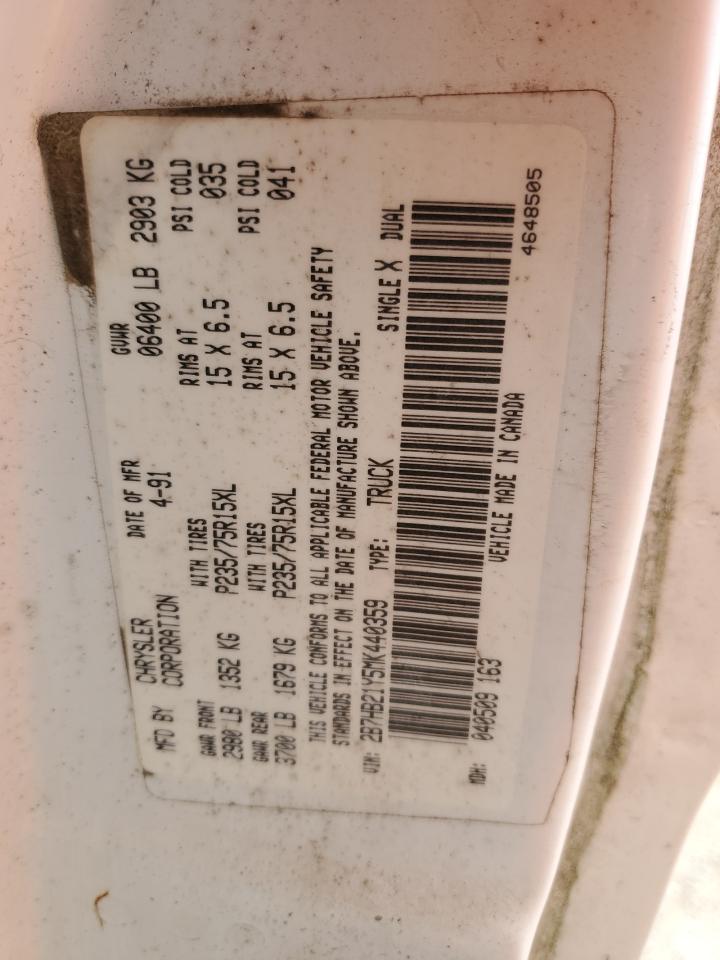 MFD BY CHRYSLER CORPORATION DATE OF MFR 4-91 GVWR 06400 LB 2903 KG
GAWR FRONT WITH TIRES RIMS AT PSI COLD
2980 LB 1352 KG P235/75R15XL 15 X 6.5 035
GAWR REAR WITH TIRES RIMS AT PSI COLD
3700 LB 1679 KG P235/75R15XL 15 X 6.5 041
THIS VEHICLE CONFORMS TO ALL APPLICABLE FEDERAL MOTOR VEHICLE SAFETY
STANDARDS IN EFFECT ON THE DATE OF MANUFACTURE SHOWN ABOVE.
VIN: 2B7HB21Y5MK440359 TYPE: TRUCK SINGLE X DUAL
MDH: 040509 163 VEHICLE MADE IN CANADA 4648505